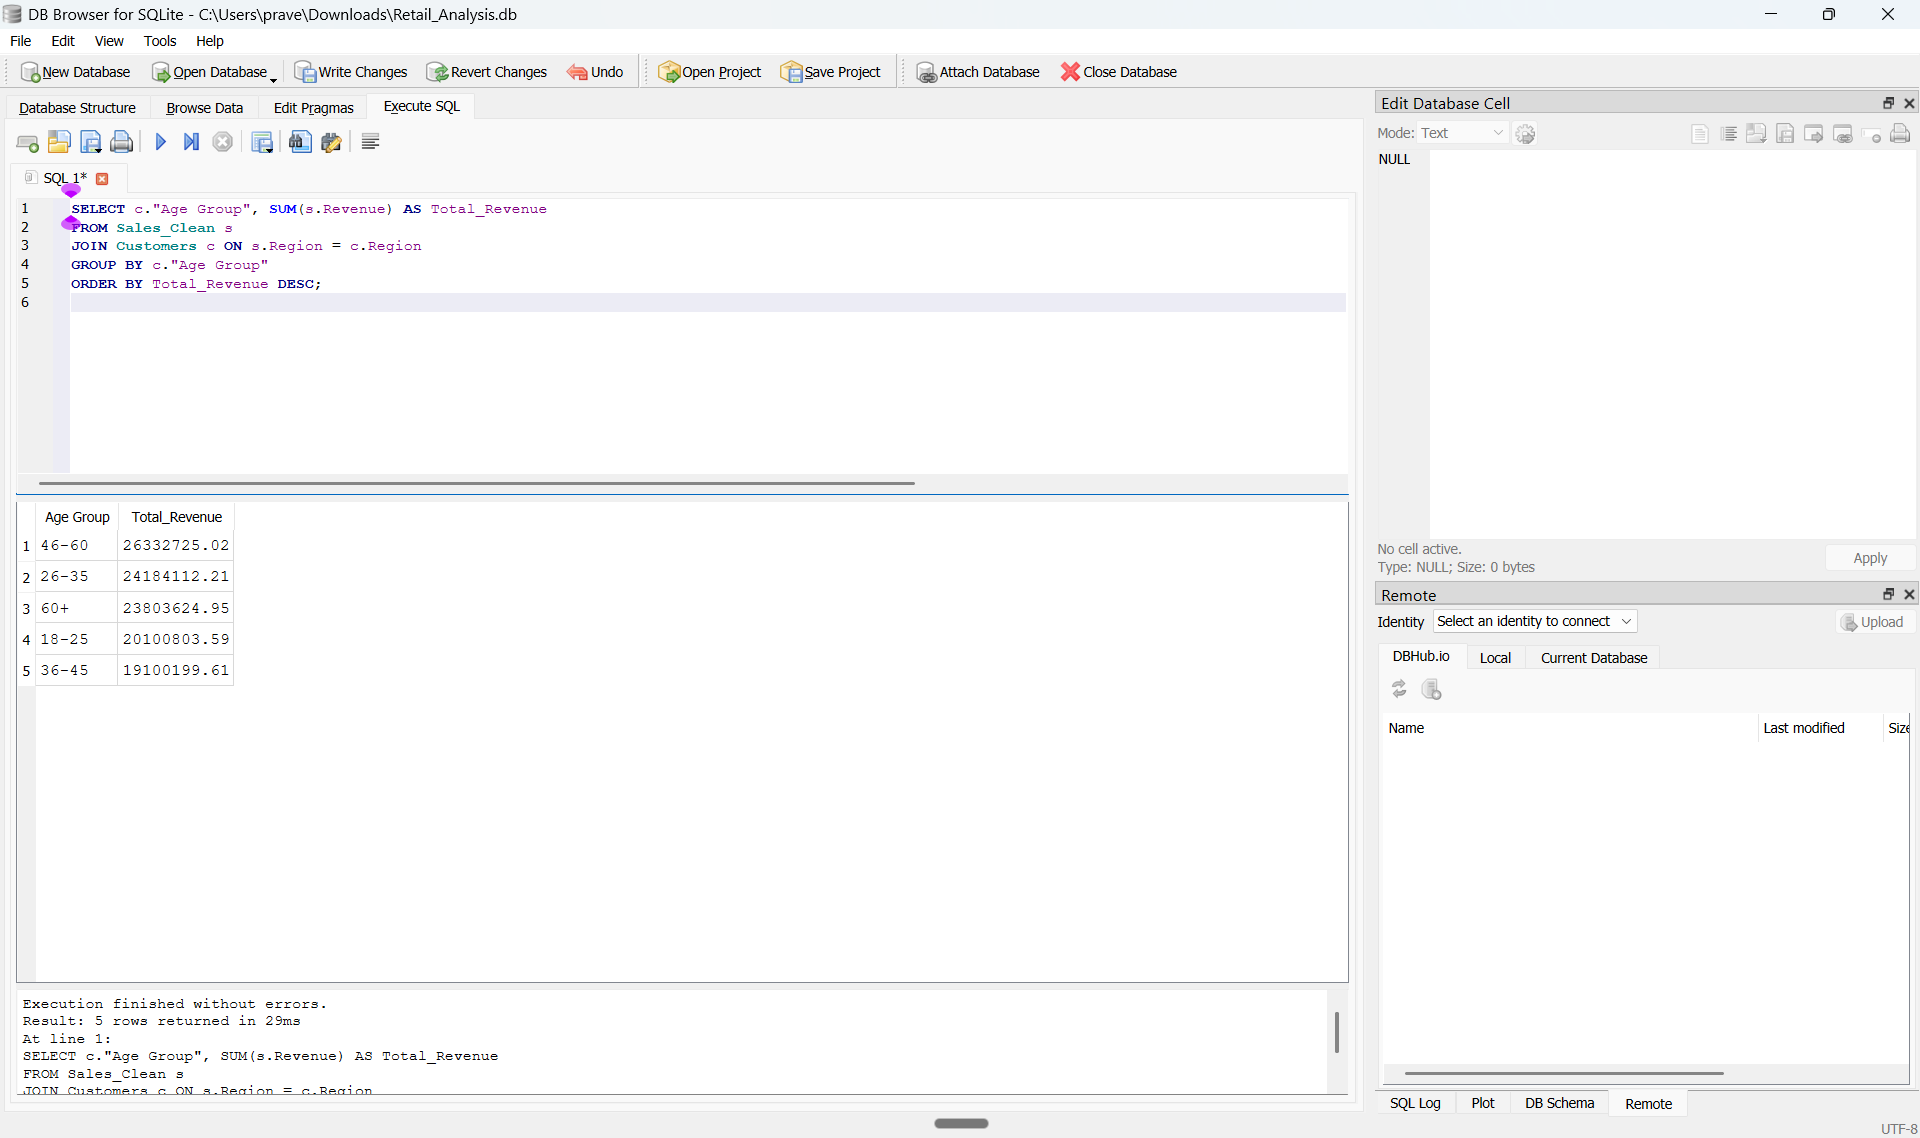 DB Browser for SQLite - C:\Users\prave\Downloads\Retail_Analysis.db
File Edit View Tools Help
New Database Open Database Write Changes Revert Changes Undo Open Project Save Project Attach Database Close Database
Database Structure Browse Data Edit Pragmas Execute SQL
SQL 1*
1 SELECT c."Age Group", SUM(s.Revenue) AS Total_Revenue
2 FROM Sales_Clean s
3 JOIN Customers c ON s.Region = c.Region
4 GROUP BY c."Age Group"
5 ORDER BY Total_Revenue DESC;
6
Age Group Total_Revenue
1 46-60 26332725.02
2 26-35 24184112.21
3 60+ 23803624.95
4 18-25 20100803.59
5 36-45 19100199.61
Execution finished without errors.
Result: 5 rows returned in 29ms
At line 1:
SELECT c."Age Group", SUM(s.Revenue) AS Total_Revenue
FROM Sales_Clean s
JOIN Customers c ON s.Region = c.Region
Edit Database Cell
Mode: Text
NULL
No cell active.
Type: NULL; Size: 0 bytes
Apply
Remote
Identity Select an identity to connect Upload
DBHub.io Local Current Database
Name Last modified Size
SQL Log Plot DB Schema Remote
UTF-8